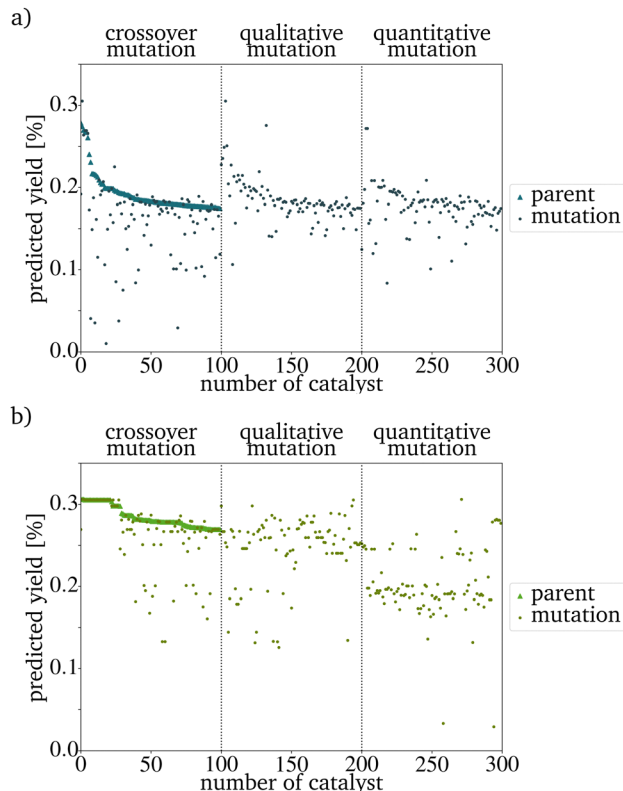 a)
crossover mutation
qualitative mutation
quantitative mutation
predicted yield [%]
0.3
0.2
0.1
0.0
0 50 100 150 200 250 300
number of catalyst
parent
mutation
b)
crossover mutation
qualitative mutation
quantitative mutation
predicted yield [%]
0.3
0.2
0.1
0.0
0 50 100 150 200 250 300
number of catalyst
parent
mutation